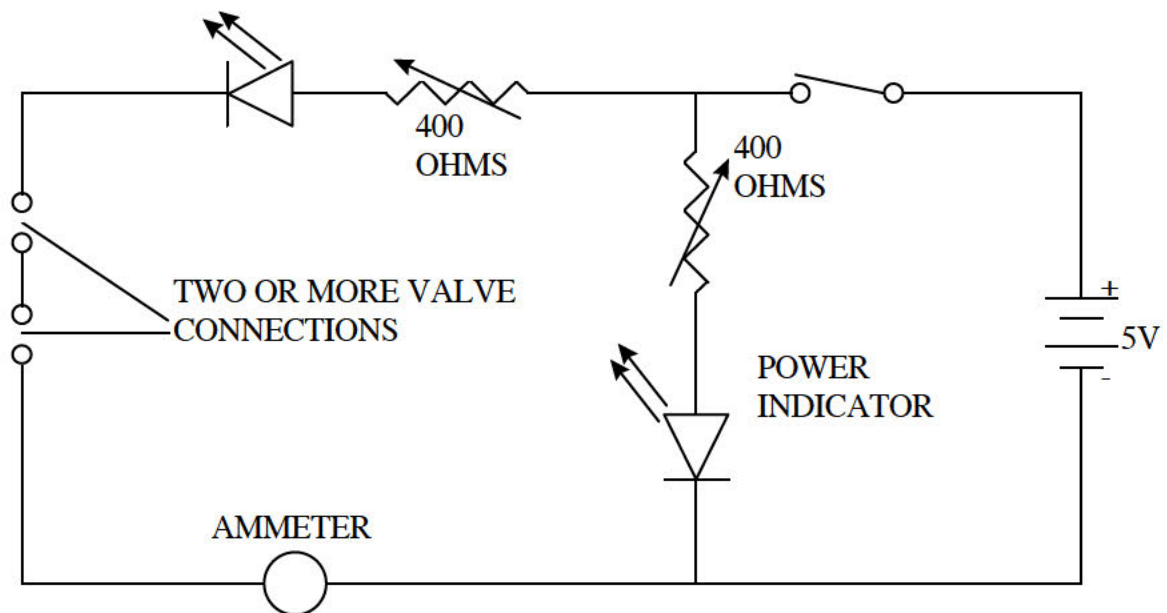 400
OHMS
400
OHMS
TWO OR MORE VALVE
CONNECTIONS
+
5V
-
POWER
INDICATOR
AMMETER